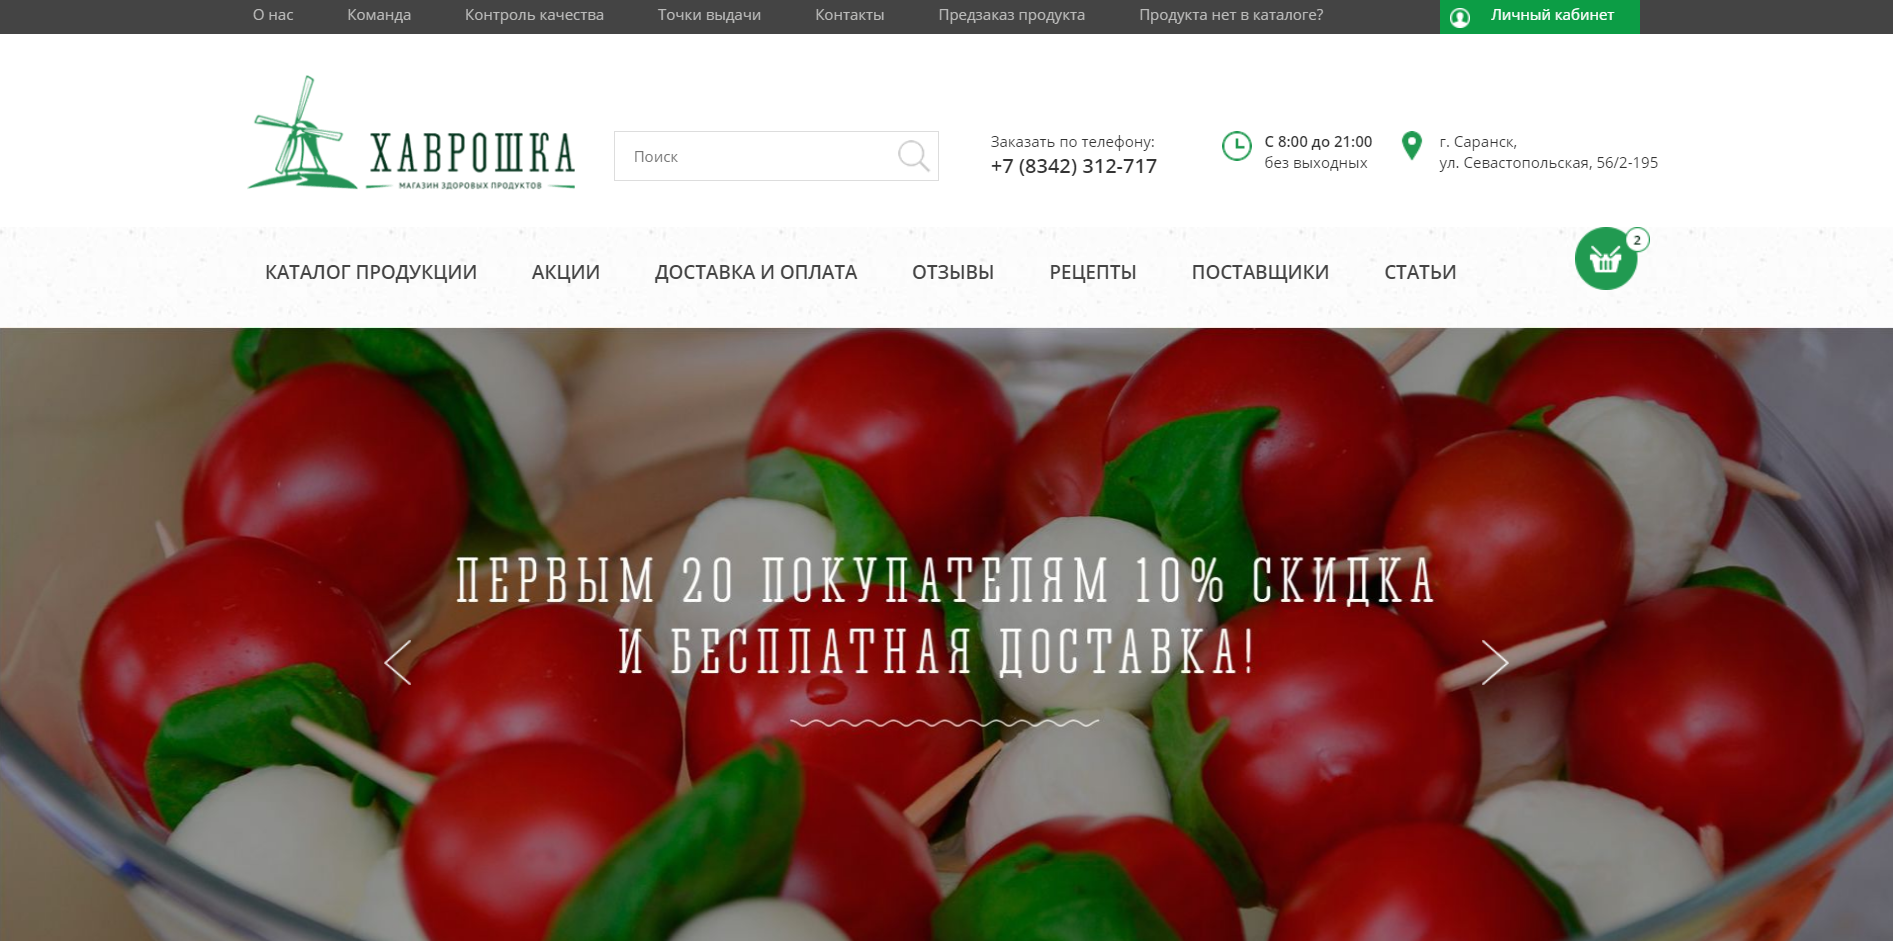 О нас
Команда
Контроль качества
Точки выдачи
Контакты
Предзаказ продукта
Продукта нет в каталоге?
Личный кабинет
ХАВРОШКА
МАГАЗИН ЗДОРОВЫХ ПРОДУКТОВ
Поиск
Заказать по телефону:
+7 (8342) 312-717
С 8:00 до 21:00
без выходных
г. Саранск,
ул. Севастопольская, 56/2-195
КАТАЛОГ ПРОДУКЦИИ
АКЦИИ
ДОСТАВКА И ОПЛАТА
ОТЗЫВЫ
РЕЦЕПТЫ
ПОСТАВЩИКИ
СТАТЬИ
2
ПЕРВЫМ 20 ПОКУПАТЕЛЯМ 10% СКИДКА
И БЕСПЛАТНАЯ ДОСТАВКА!